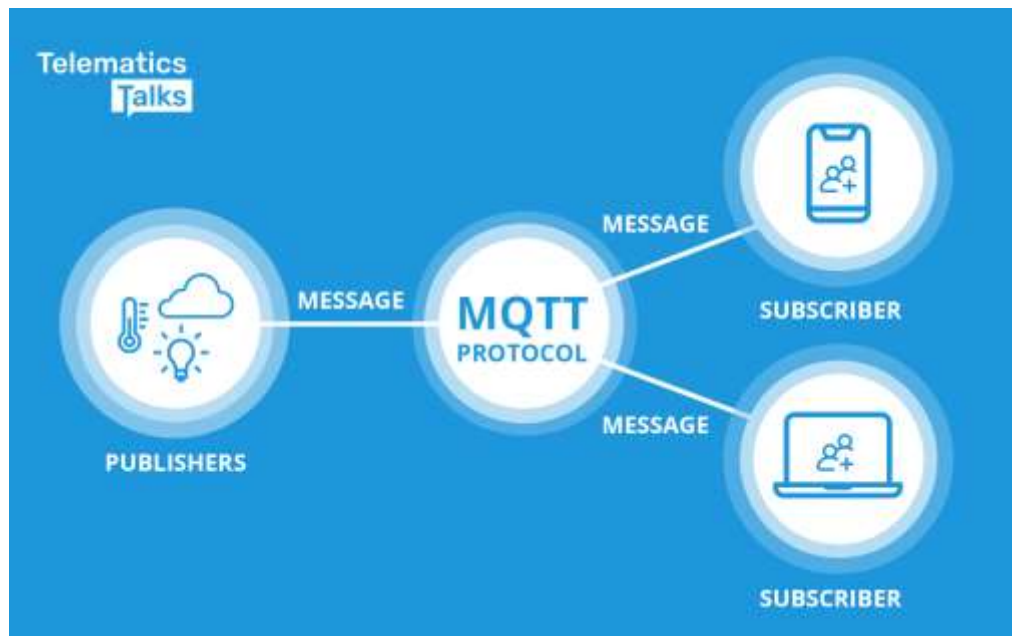 Telematics
Talks
MESSAGE
SUBSCRIBER
MESSAGE
MQTT
PROTOCOL
PUBLISHERS
MESSAGE
SUBSCRIBER